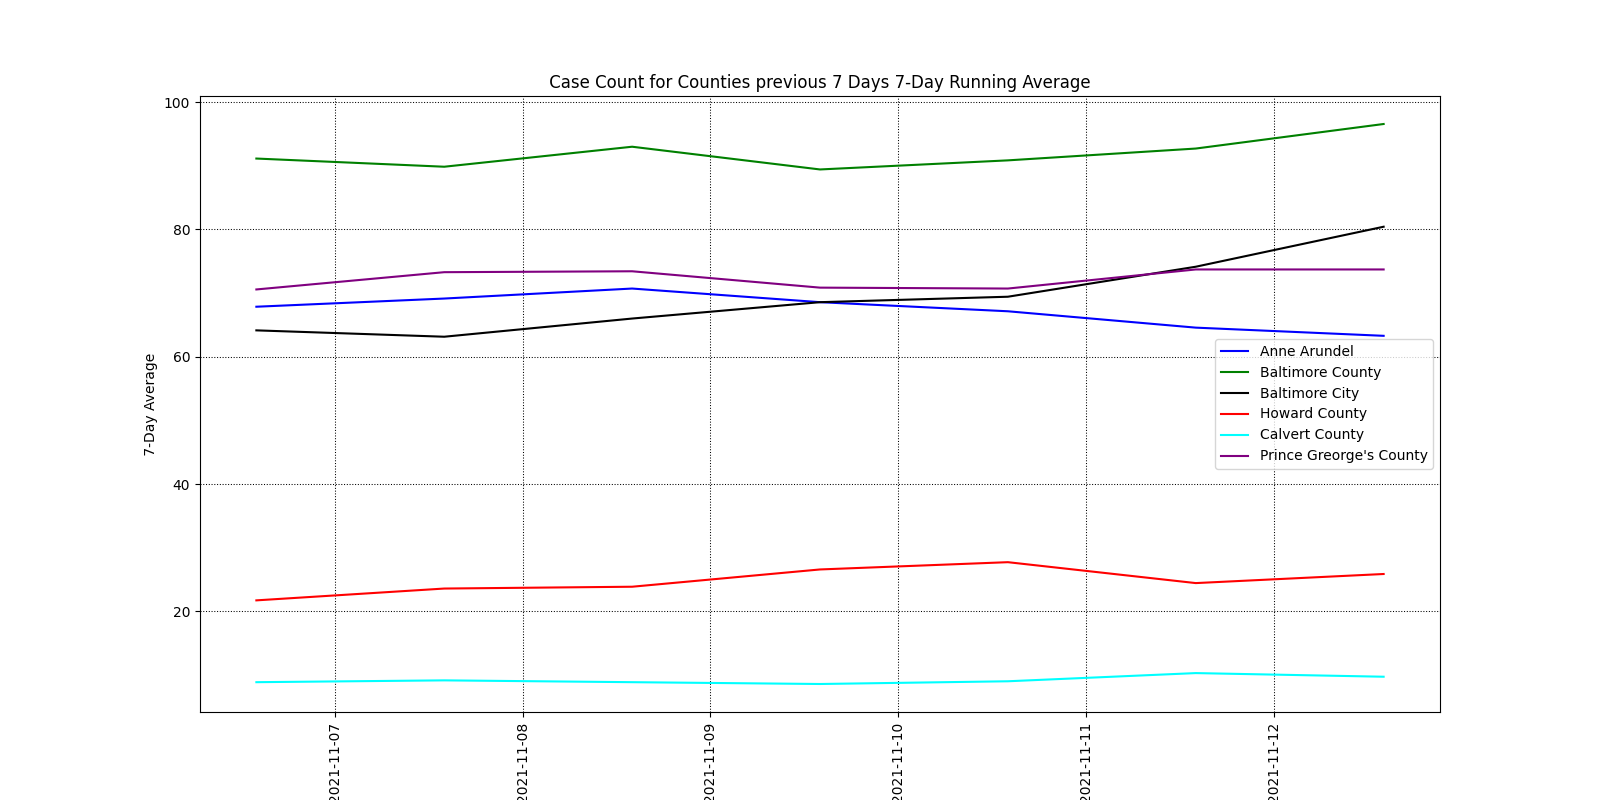 Case Count for Counties previous 7 Days 7-Day Running Average
100
80
60
40
20
7-Day Average
Anne Arundel
Baltimore County
Baltimore City
Howard County
Calvert County
Prince Greorge's County
2021-11-07
2021-11-08
2021-11-09
2021-11-10
2021-11-11
2021-11-12